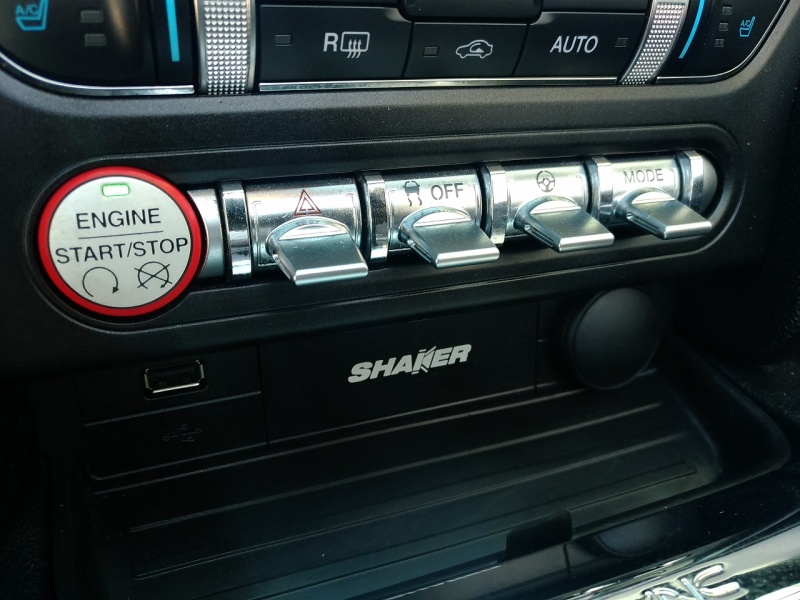 A/C
R
AUTO
A/C
ENGINE
START/STOP
OFF
MODE
SHAKER